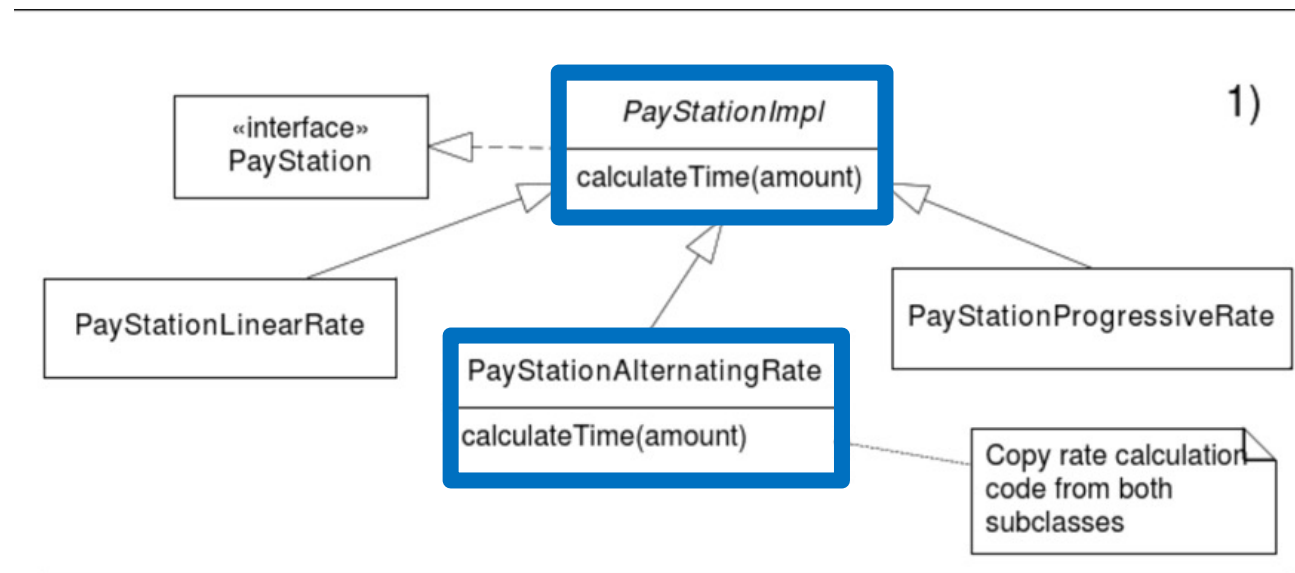 1)
«interface»
PayStation
PayStationImpl
calculateTime(amount)
PayStationLinearRate
PayStationAlternatingRate
calculateTime(amount)
PayStationProgressiveRate
Copy rate calculation
code from both
subclasses